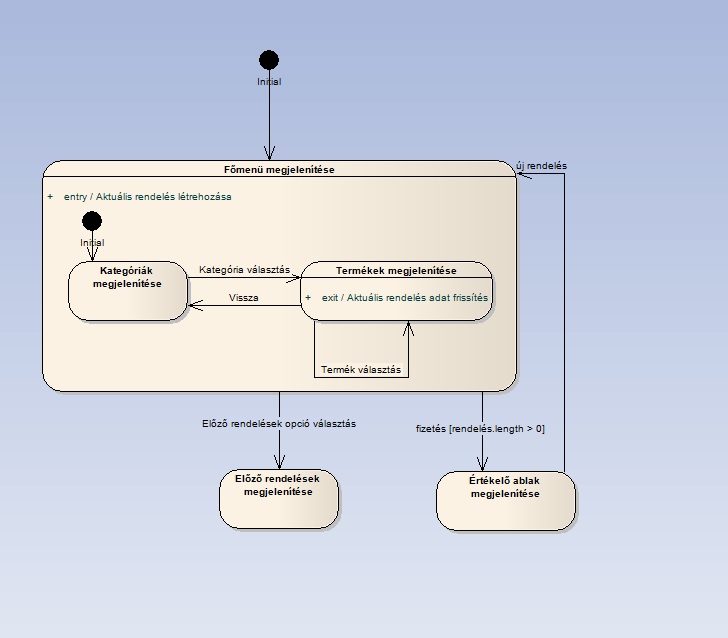 Initial
Főmenü megjelenítése
új rendelés
+ entry / Aktuális rendelés létrehozása
Initial
Kategóriák
megjelenítése
Kategória választás
Vissza
Termékek megjelenítése
+ exit / Aktuális rendelés adat frissítés
Termék választás
Előző rendelések opció választás
fizetés [rendelés.length > 0]
Előző rendelések
megjelenítése
Értékelő ablak
megjelenítése